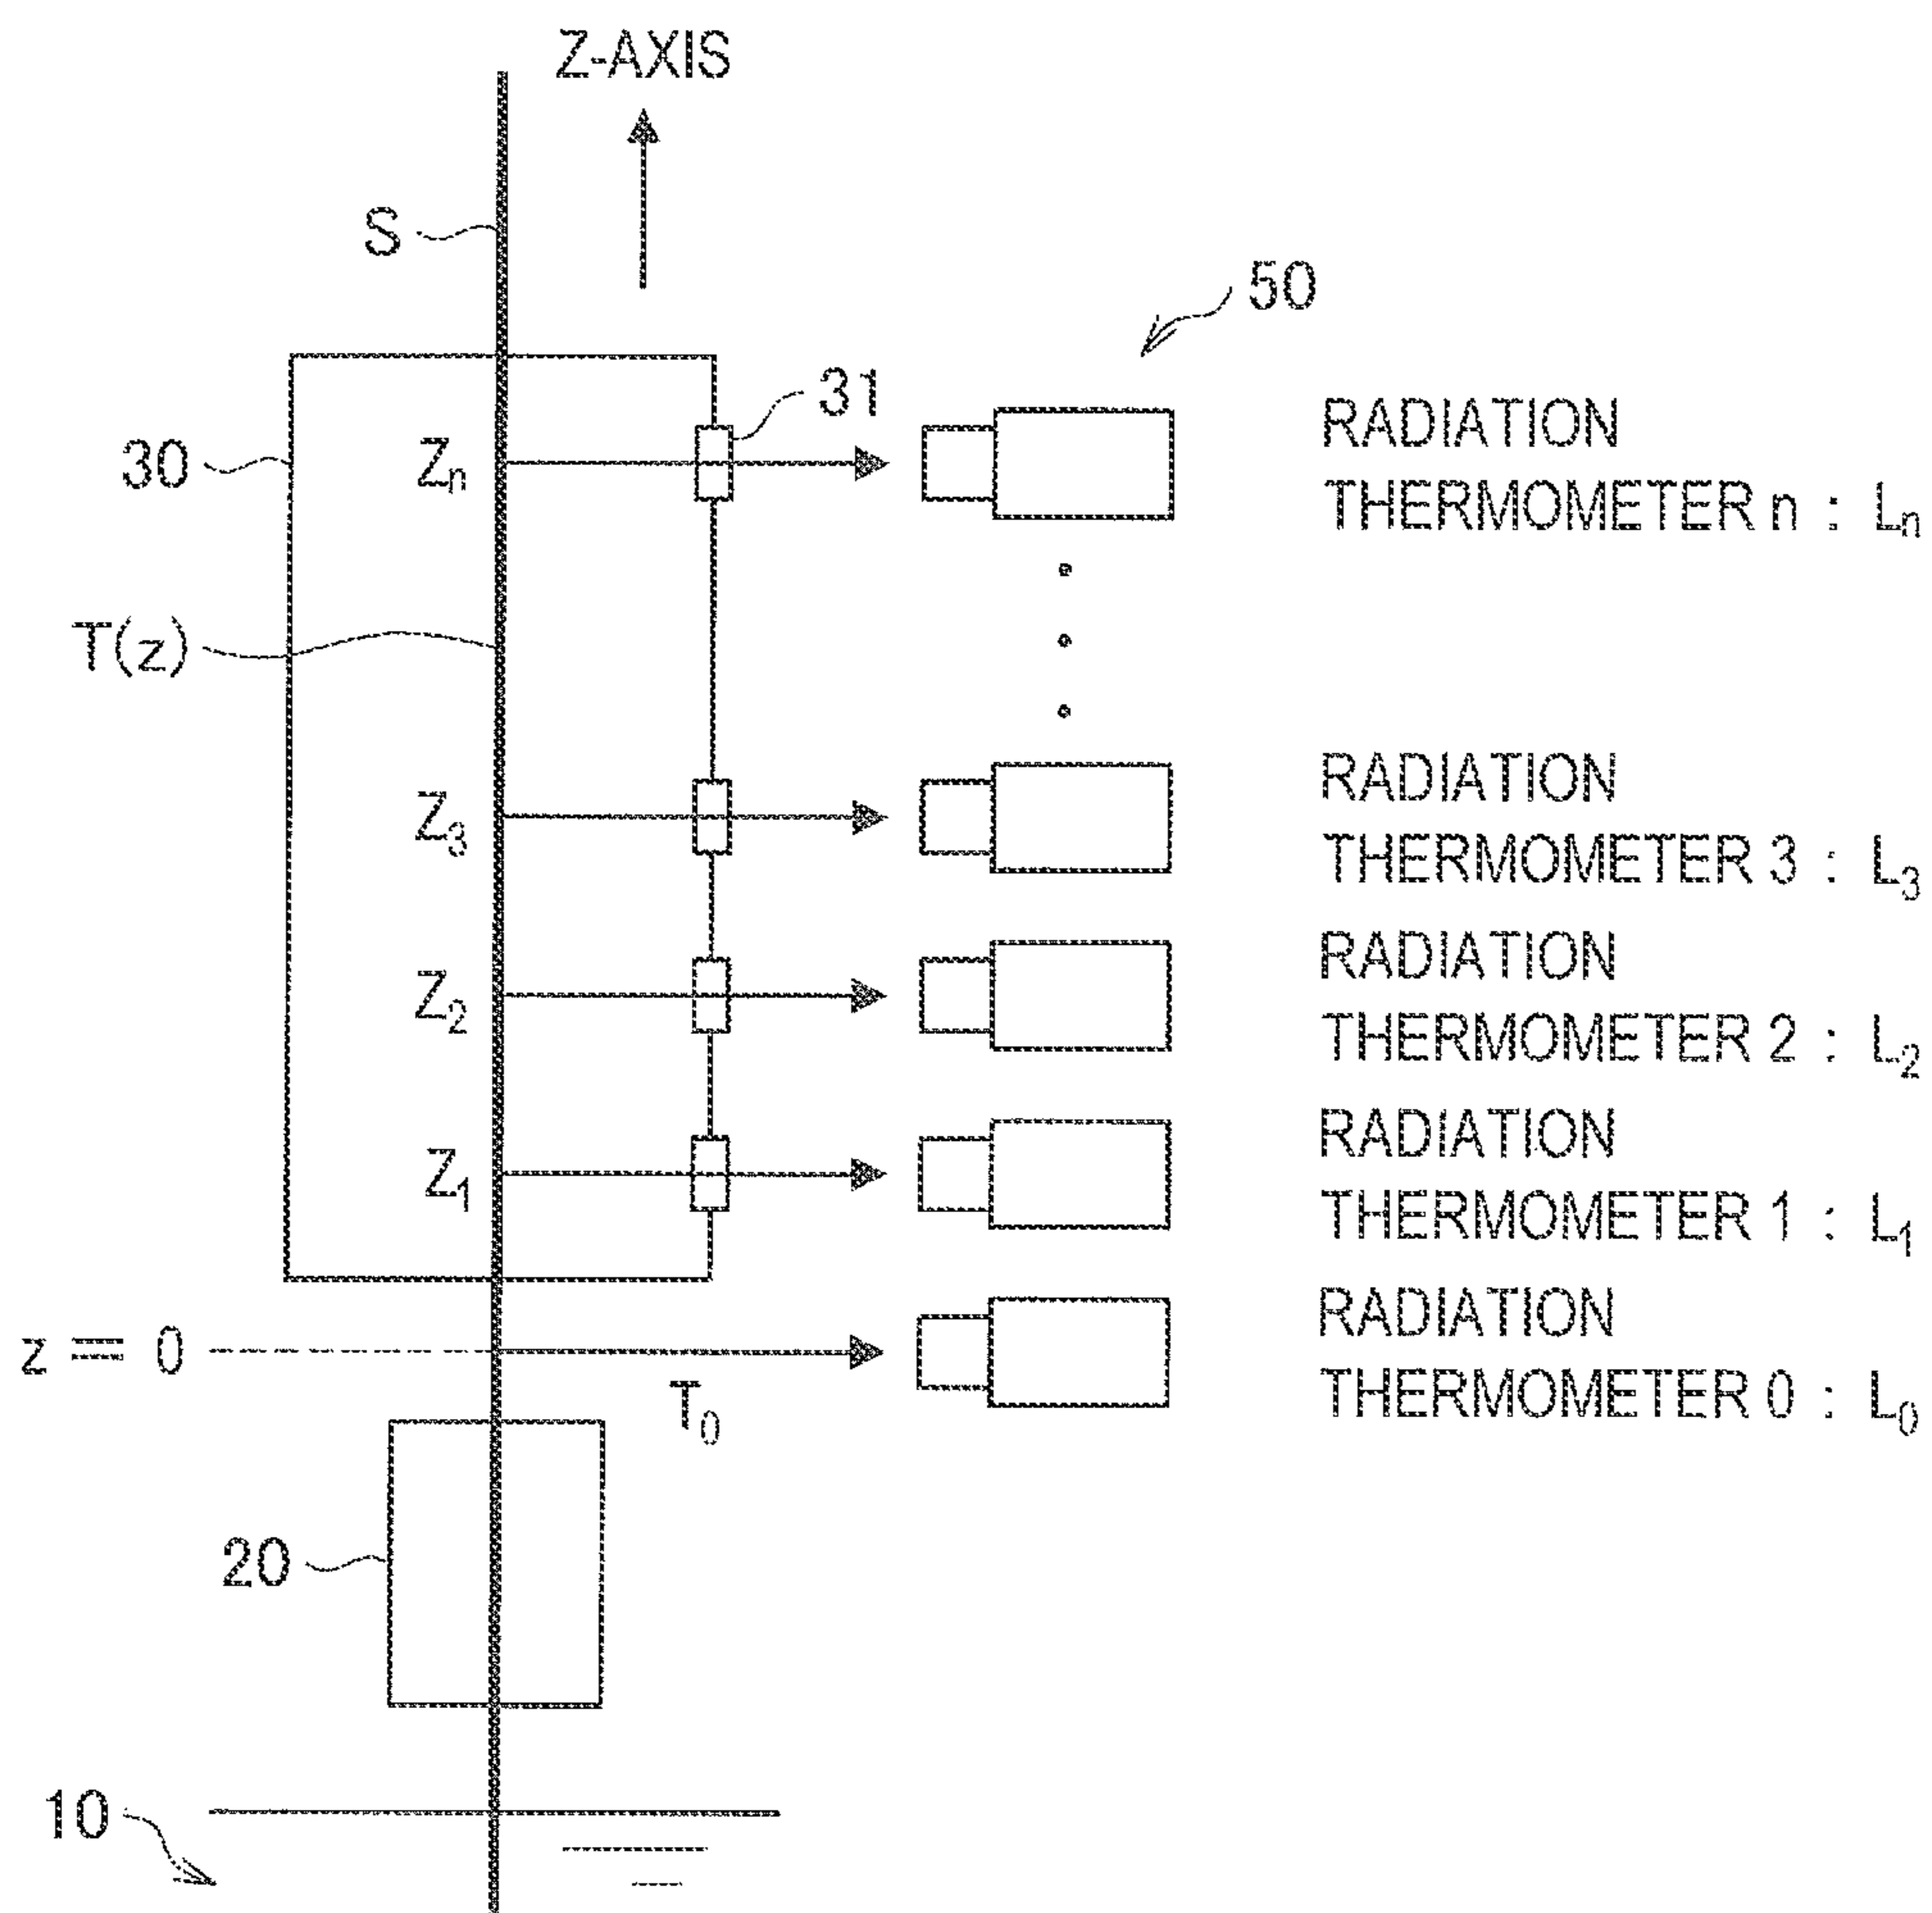 Z-AXIS
S
50
31
30
Zn
RADIATION
THERMOMETER n : Ln
T(z)
Z3
RADIATION
THERMOMETER 3 : L3
Z2
RADIATION
THERMOMETER 2 : L2
Z1
RADIATION
THERMOMETER 1 : L1
z = 0
T0
RADIATION
THERMOMETER 0 : L0
20
10